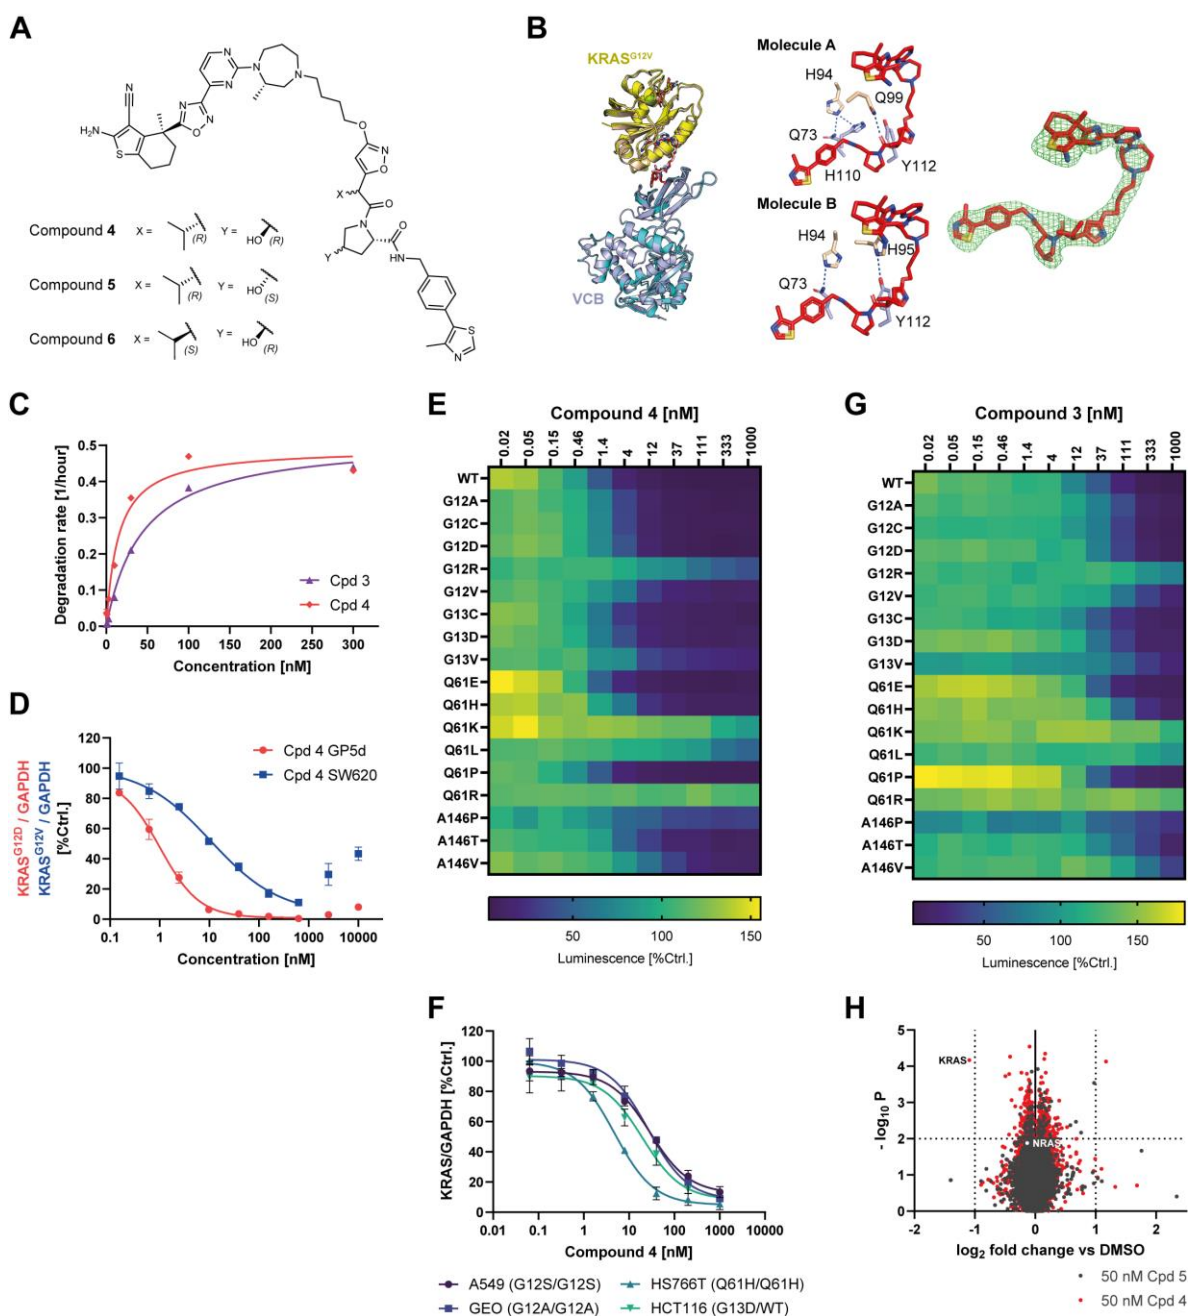 A
N
N
N
N
N
N
O
N
O
N
H₂N
S
X
O
N
Y
O
NH
S
N
Compound 4 X = (R) Y = HO (R)
Compound 5 X = (R) Y = HO (S)
Compound 6 X = (S) Y = HO (R)
B
KRASG12V
VCB
Molecule A
H94
Q99
Q73
H110
Y112
Molecule B
H94
H95
Q73
Y112
C
Degradation rate [1/hour]
0.5
0.4
0.3
0.2
0.1
0.0
0 50 100 150 200 250 300
Concentration [nM]
Cpd 3
Cpd 4
D
KRASG12D / GAPDH
KRASG12V / GAPDH
[%Ctrl.]
120
100
80
60
40
20
0
0.1 1 10 100 1000 10000
Concentration [nM]
Cpd 4 GP5d
Cpd 4 SW620
E
Compound 4 [nM]
0.02 0.05 0.15 0.46 1.4 4 12 37 111 333 1000
WT
G12A
G12C
G12D
G12R
G12V
G13C
G13D
G13V
Q61E
Q61H
Q61K
Q61L
Q61P
Q61R
A146P
A146T
A146V
50 100 150
Luminescence [%Ctrl.]
F
KRAS/GAPDH [%Ctrl.]
120
100
80
60
40
20
0
0.01 0.1 1 10 100 1000 10000
Compound 4 [nM]
A549 (G12S/G12S) HS766T (Q61H/Q61H)
GEO (G12A/G12A) HCT116 (G13D/WT)
G
Compound 3 [nM]
0.02 0.05 0.15 0.46 1.4 4 12 37 111 333 1000
WT
G12A
G12C
G12D
G12R
G12V
G13C
G13D
G13V
Q61E
Q61H
Q61K
Q61L
Q61P
Q61R
A146P
A146T
A146V
50 100 150
Luminescence [%Ctrl.]
H
- log₁₀ P
5
4
3
2
1
0
KRAS
NRAS
-2 -1 0 1 2
log₂ fold change vs DMSO
50 nM Cpd 5
50 nM Cpd 4